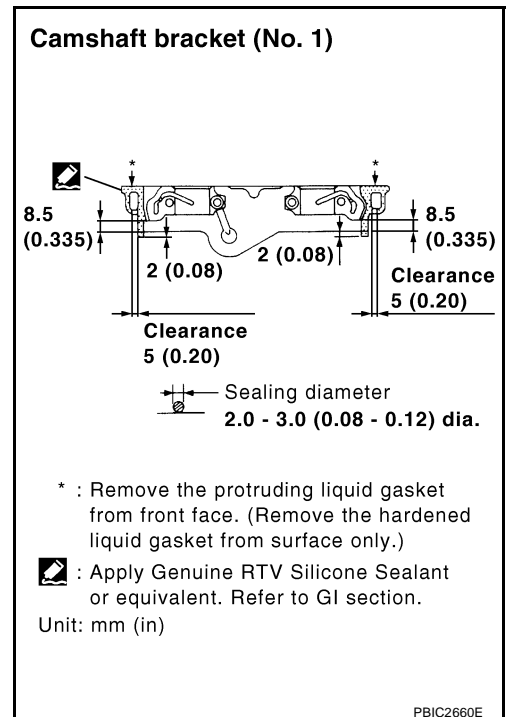 Camshaft bracket (No. 1)
*
*
8.5
(0.335)
2 (0.08)
2 (0.08)
8.5
(0.335)
Clearance
5 (0.20)
Clearance
5 (0.20)
Sealing diameter
2.0 - 3.0 (0.08 - 0.12) dia.
* : Remove the protruding liquid gasket
from front face. (Remove the hardened
liquid gasket from surface only.)
: Apply Genuine RTV Silicone Sealant
or equivalent. Refer to GI section.
Unit: mm (in)
PBIC2660E